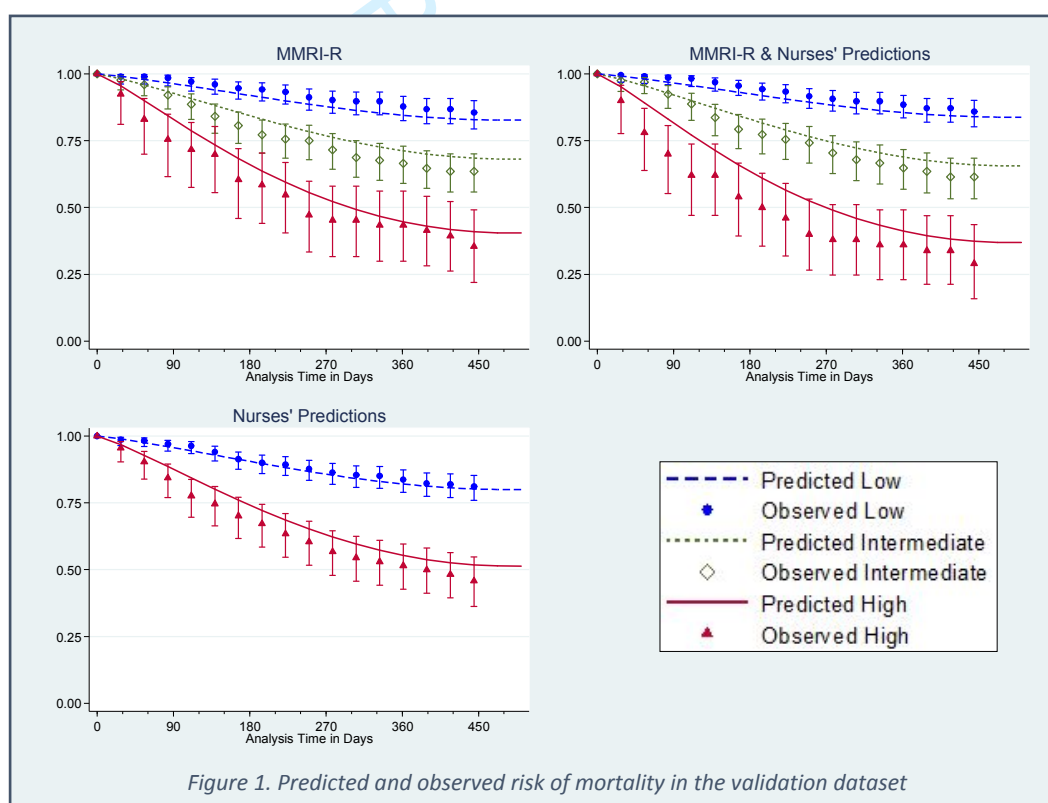 MMRI-R
1.00
0.75
0.50
0.25
0.00
0 90 180 270 360 450
Analysis Time in Days
MMRI-R & Nurses' Predictions
1.00
0.75
0.50
0.25
0.00
0 90 180 270 360 450
Analysis Time in Days
Nurses' Predictions
1.00
0.75
0.50
0.25
0.00
0 90 180 270 360 450
Analysis Time in Days
Predicted Low
Observed Low
Predicted Intermediate
Observed Intermediate
Predicted High
Observed High
Figure 1. Predicted and observed risk of mortality in the validation dataset